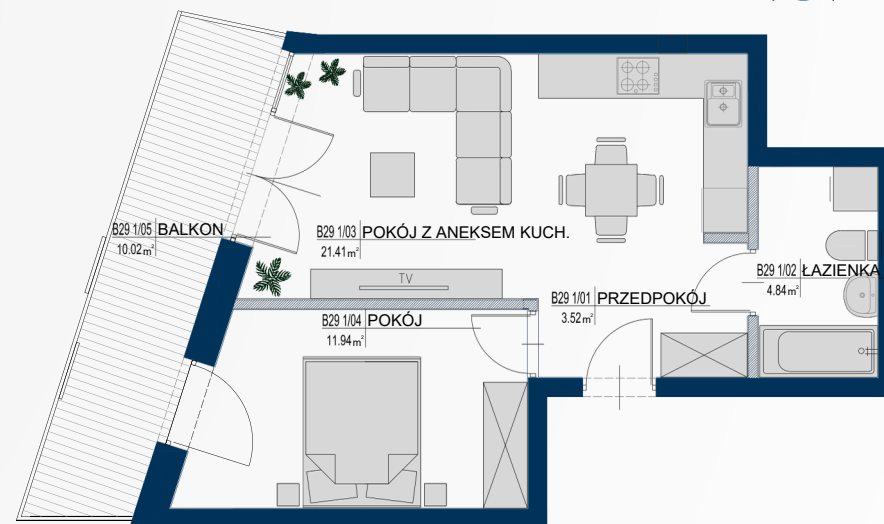 B29 1/05 BALKON
10.02 m²
B29 1/03 POKÓJ Z ANEKSEM KUCH.
21.41 m²
TV
B29 1/02 ŁAZIENKA
4.84 m²
B29 1/01 PRZEDPOKÓJ
3.52 m²
B29 1/04 POKÓJ
11.94 m²